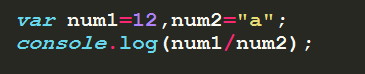 var num1=12,num2="a";
console.log(num1/num2);